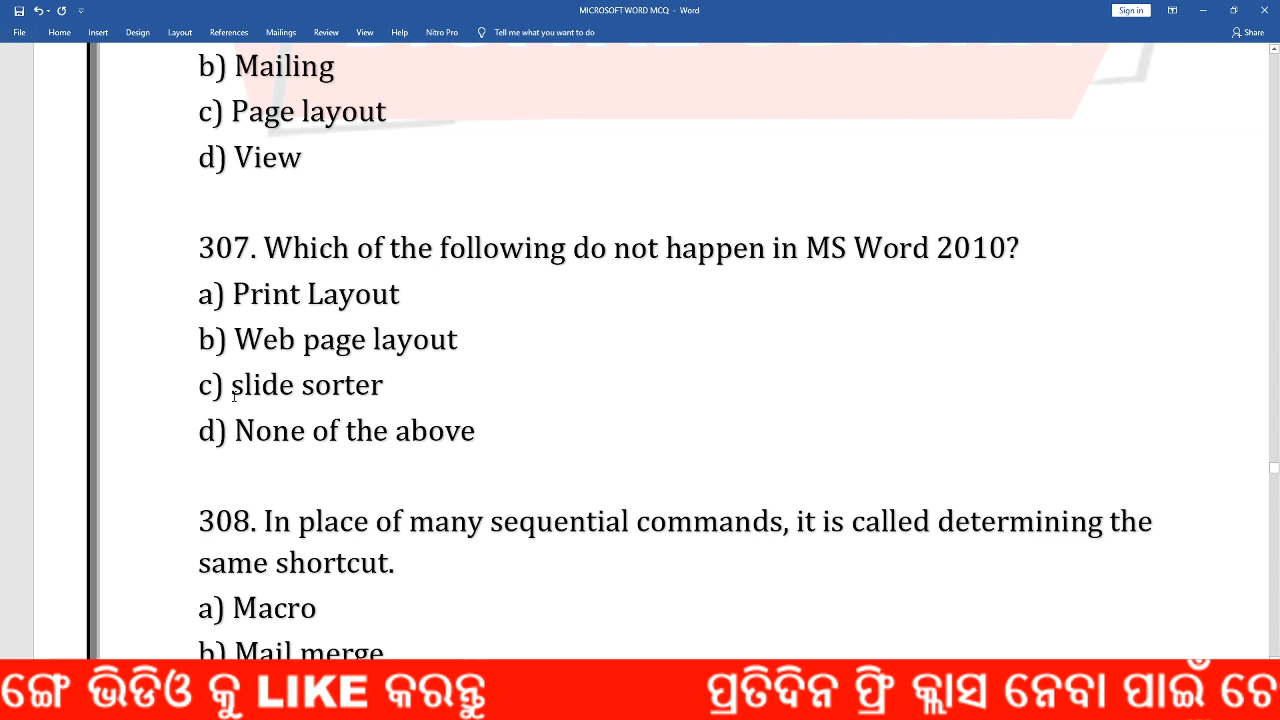 MICROSOFT WORD MCQ - Word
Sign in
File Home Insert Design Layout References Mailings Review View Help Nitro Pro Tell me what you want to do Share
b) Mailing
c) Page layout
d) View
307. Which of the following do not happen in MS Word 2010?
a) Print Layout
b) Web page layout
c) slide sorter
d) None of the above
308. In place of many sequential commands, it is called determining the
same shortcut.
a) Macro
b) Mail merge
ଙ୍ଗେ ଭିଡିଓ କୁ LIKE କରନ୍ତୁ ପ୍ରତିଦିନ ଫ୍ରି କ୍ଲାସ ନେବା ପାଇଁ ଚେ